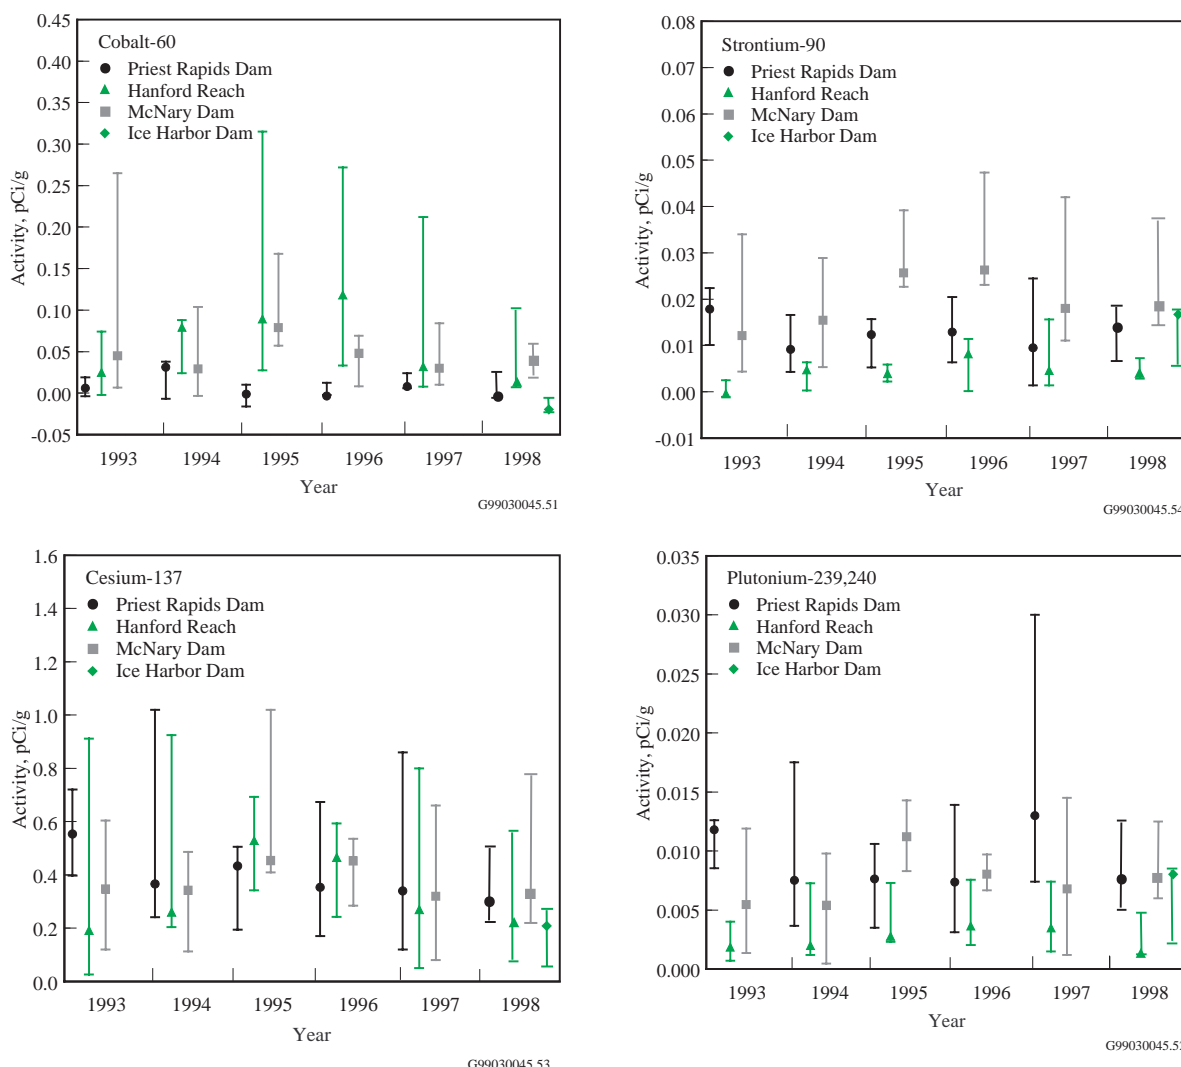 Cobalt-60
Priest Rapids Dam
Hanford Reach
McNary Dam
Ice Harbor Dam
0.45
0.40
0.35
0.30
0.25
0.20
0.15
0.10
0.05
0.00
-0.05
Activity, pCi/g
1993 1994 1995 1996 1997 1998
Year
G99030045.51
Strontium-90
Priest Rapids Dam
Hanford Reach
McNary Dam
Ice Harbor Dam
0.08
0.07
0.06
0.05
0.04
0.03
0.02
0.01
0.00
-0.01
Activity, pCi/g
1993 1994 1995 1996 1997 1998
Year
G99030045.54
Cesium-137
Priest Rapids Dam
Hanford Reach
McNary Dam
Ice Harbor Dam
1.6
1.4
1.2
1.0
0.8
0.6
0.4
0.2
0.0
Activity, pCi/g
1993 1994 1995 1996 1997 1998
Year
G99030045.53
Plutonium-239,240
Priest Rapids Dam
Hanford Reach
McNary Dam
Ice Harbor Dam
0.035
0.030
0.025
0.020
0.015
0.010
0.005
0.000
Activity, pCi/g
1993 1994 1995 1996 1997 1998
Year